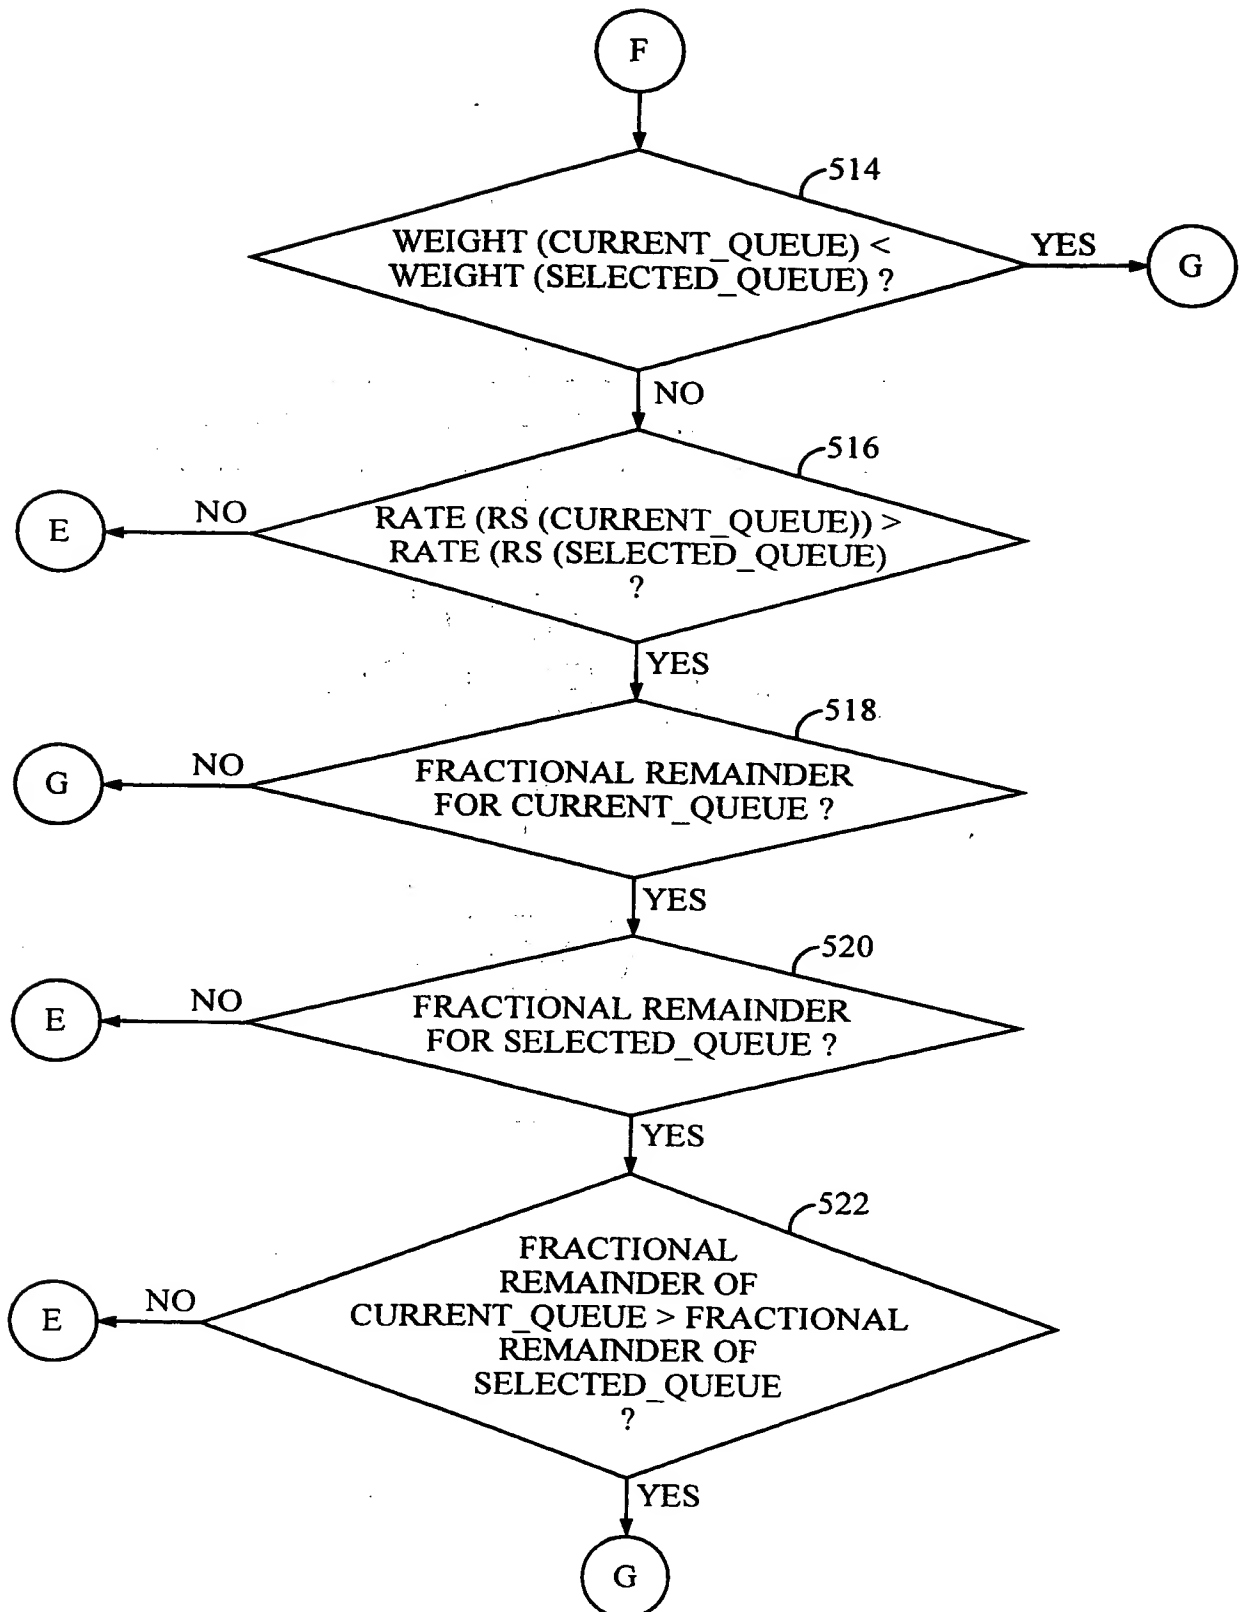 F
514
WEIGHT (CURRENT_QUEUE) <
WEIGHT (SELECTED_QUEUE) ?
YES
G
NO
516
RATE (RS (CURRENT_QUEUE)) >
RATE (RS (SELECTED_QUEUE)
?
NO
E
YES
518
FRACTIONAL REMAINDER
FOR CURRENT_QUEUE ?
NO
G
YES
520
FRACTIONAL REMAINDER
FOR SELECTED_QUEUE ?
NO
E
YES
522
FRACTIONAL
REMAINDER OF
CURRENT_QUEUE > FRACTIONAL
REMAINDER OF
SELECTED_QUEUE
?
NO
E
YES
G